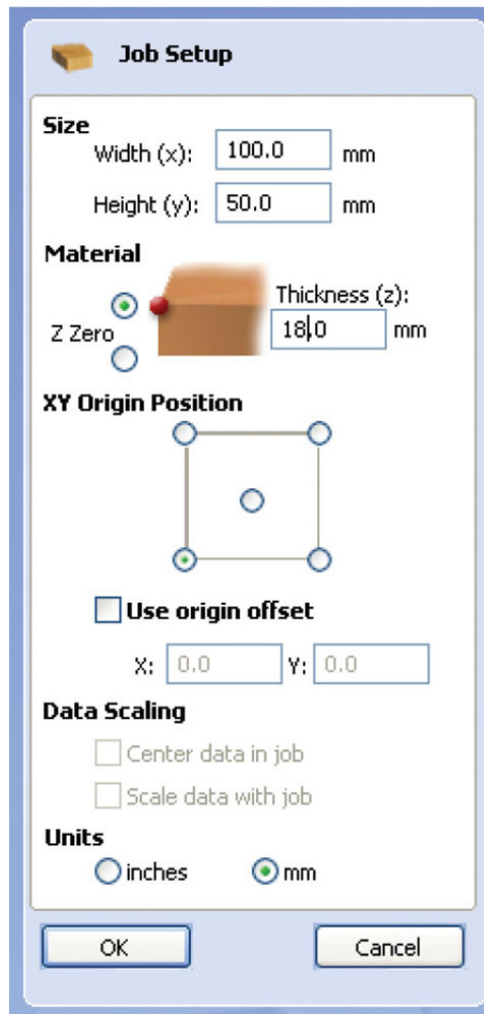 Job Setup
Size
Width (x): 100.0 mm
Height (y): 50.0 mm
Material
Thickness (z):
Z Zero 18.0 mm
XY Origin Position
Use origin offset
X: 0.0 Y: 0.0
Data Scaling
Center data in job
Scale data with job
Units
inches mm
OK Cancel